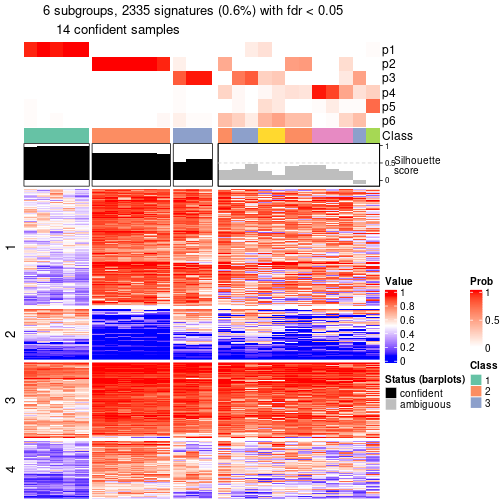 6 subgroups, 2335 signatures (0.6%) with fdr < 0.05
14 confident samples
p1
p2
p3
p4
p5
p6
Class
1
0.5
0
Silhouette
score
1
2
3
4
Value
1
0.8
0.6
0.4
0.2
0
Prob
1
0.5
0
Status (barplots)
confident
ambiguous
Class
1
2
3